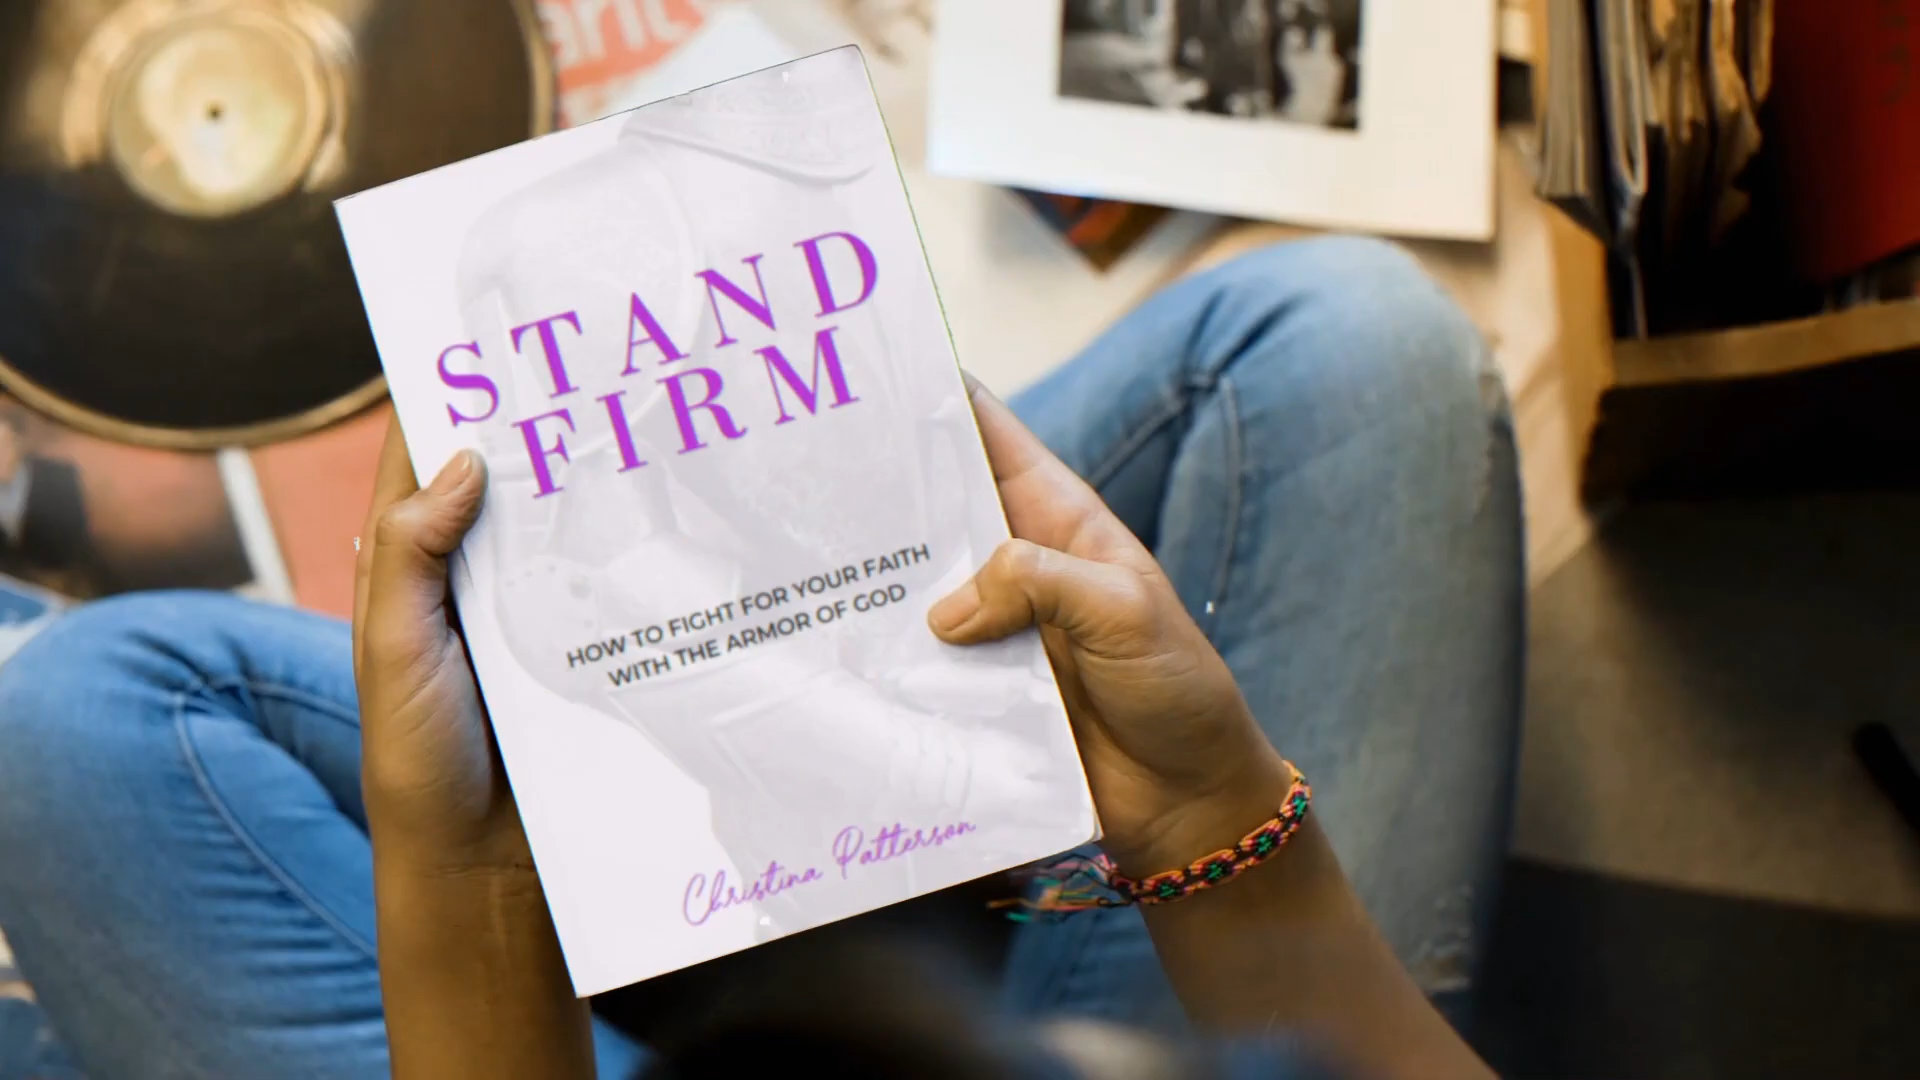 STAND
FIRM
HOW TO FIGHT FOR YOUR FAITH
WITH THE ARMOR OF GOD
Christina Patterson